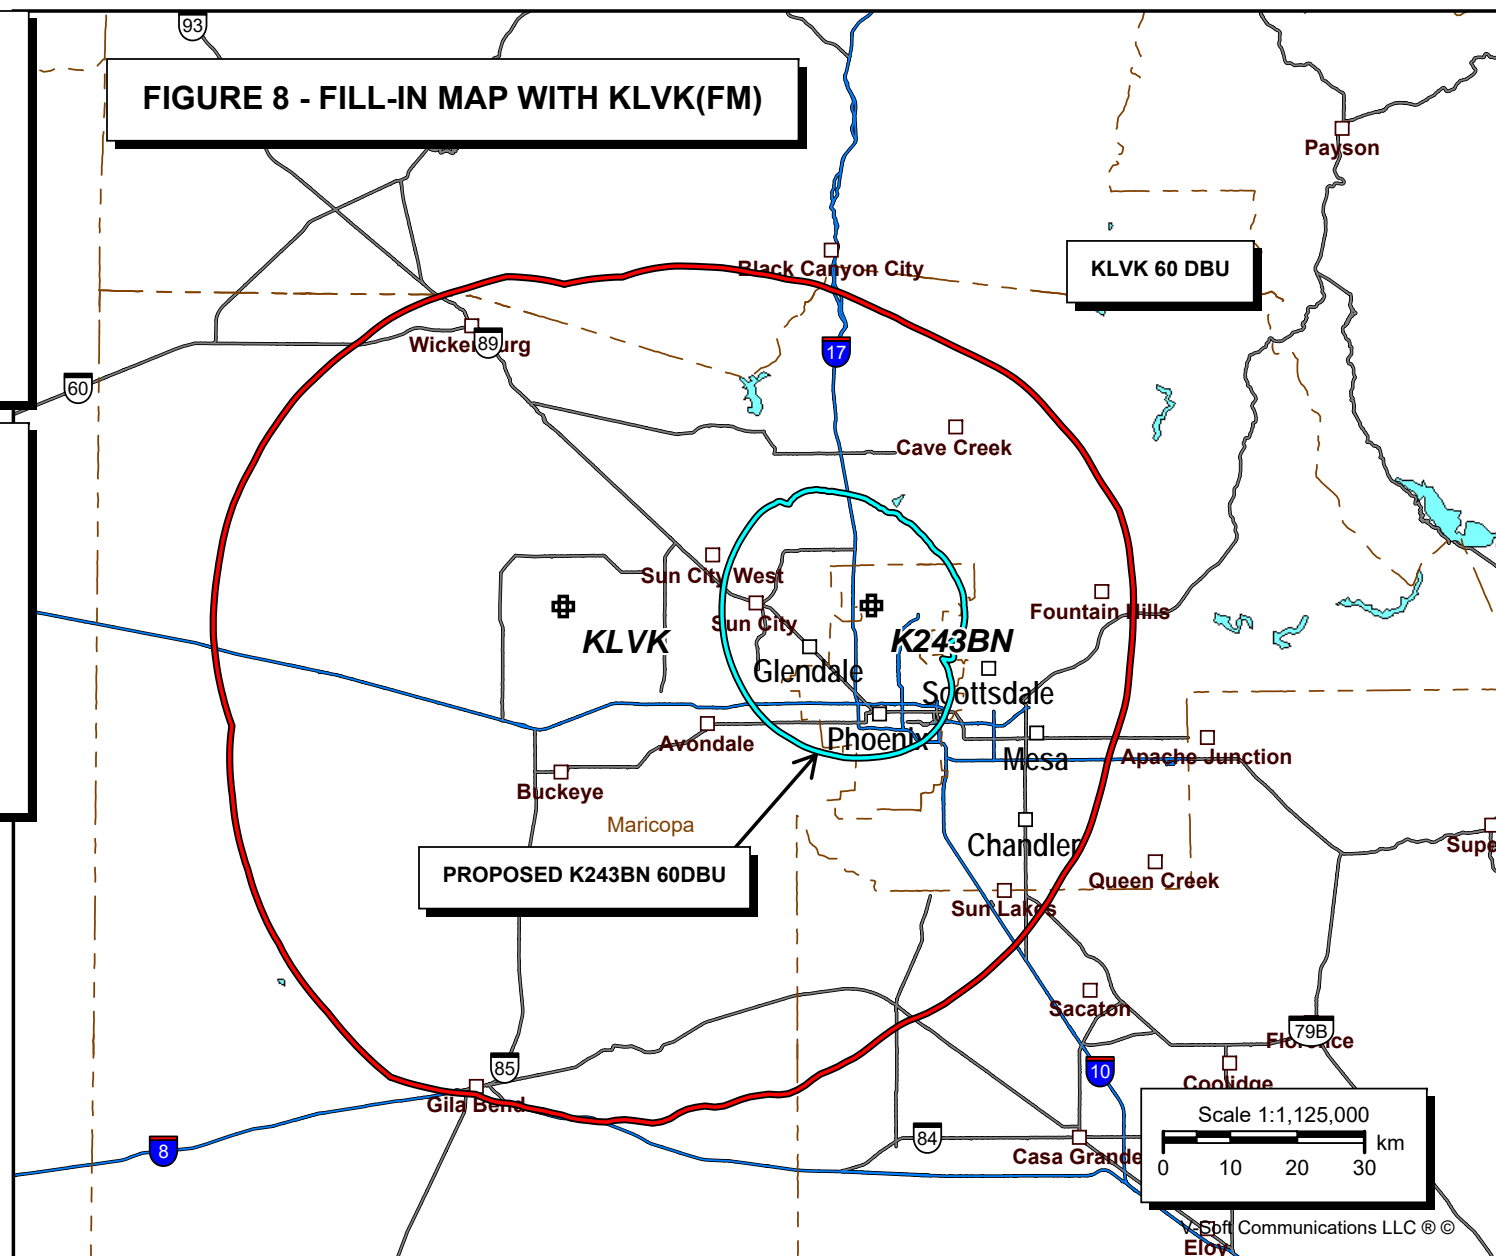 93
FIGURE 8 - FILL-IN MAP WITH KLVK(FM)
Payson
Black Canyon City
KLVK 60 DBU
Wickenburg
89
17
60
Cave Creek
Sun City West
Fountain Hills
Sun City
KLVK
K243BN
Glendale
Scottsdale
Phoenix
Avondale
Mesa
Apache Junction
Buckeye
Maricopa
Chandler
Supe
PROPOSED K243BN 60DBU
Queen Creek
Sun Lakes
Sacaton
79B
Florence
85
10
Coolidge
Gila Bend
Scale 1:1,125,000
km
0 10 20 30
8
84
Casa Grande
V-Soft Communications LLC ® ©
Eloy